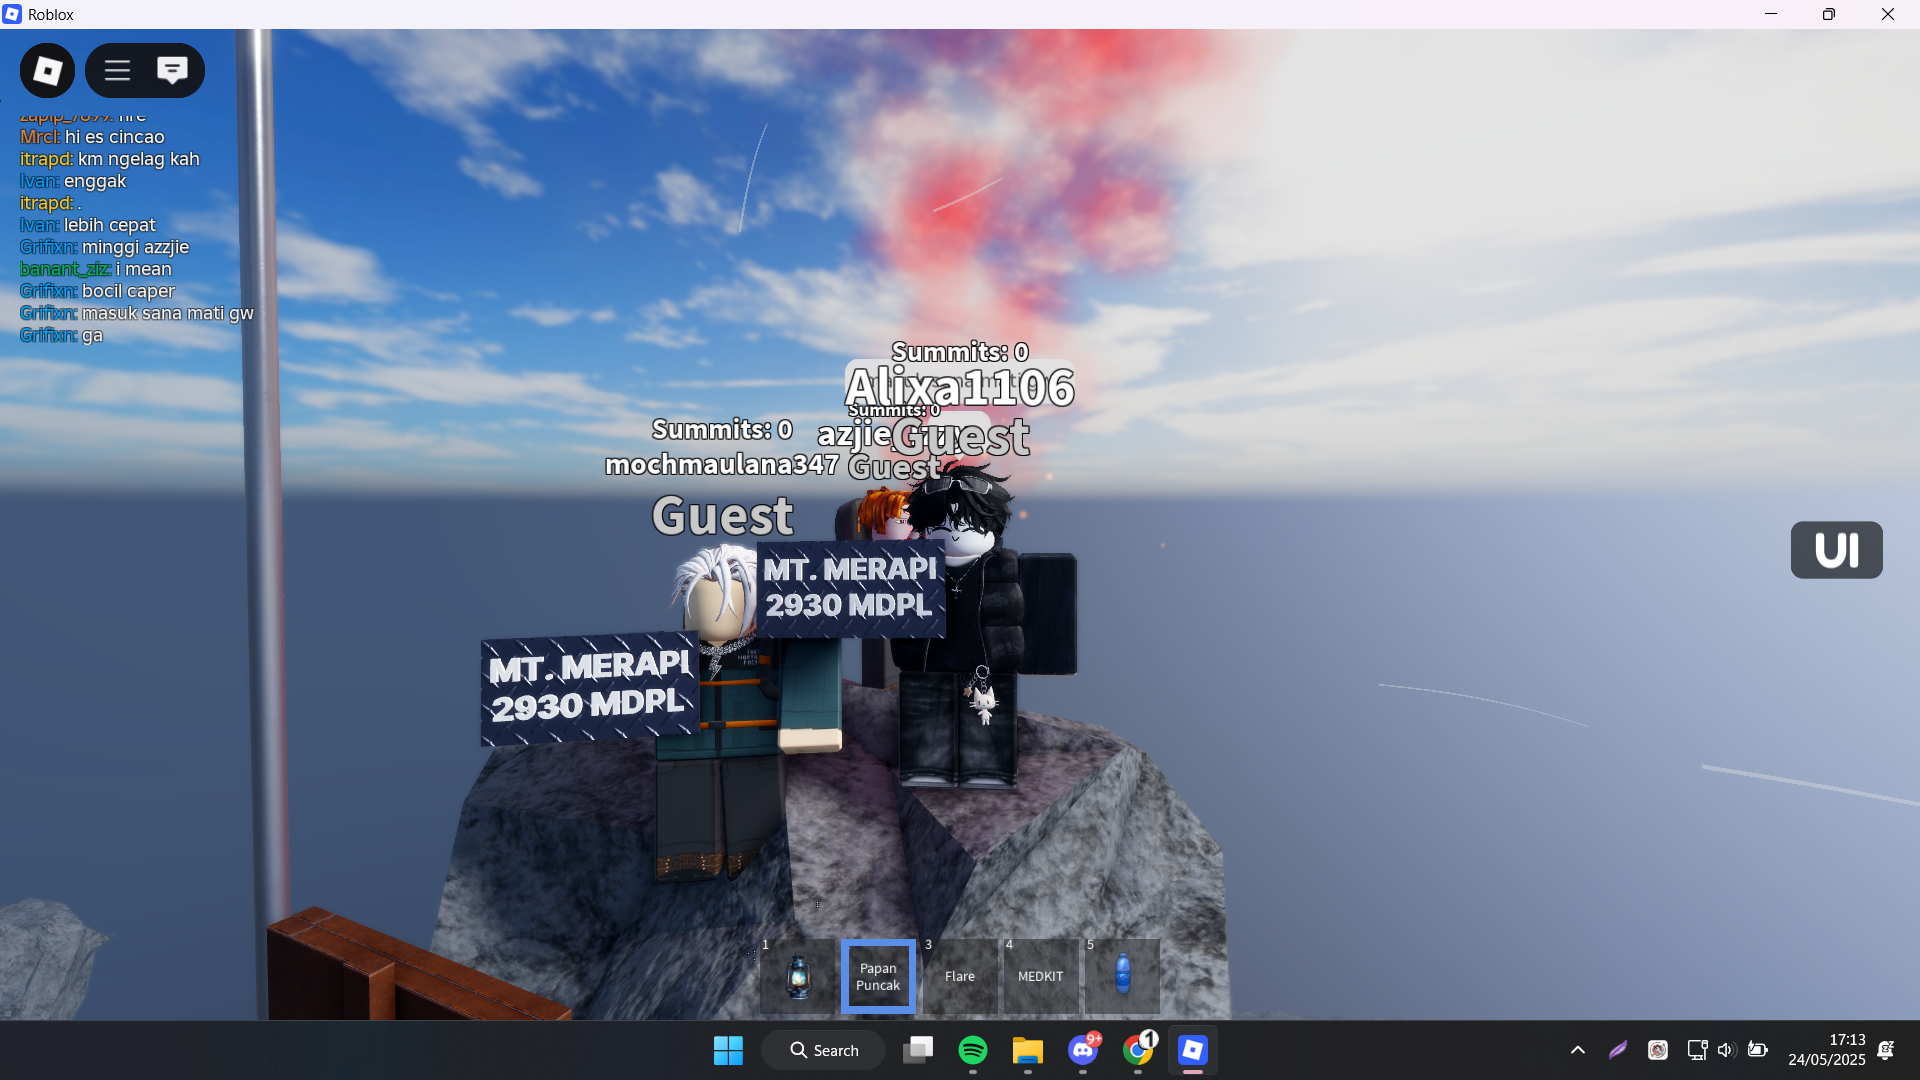 Roblox
Mrcl: hi es cincao
itrapd: km ngelag kah
Ivan: enggak
itrapd: .
Ivan: lebih cepat
Grifixn: minggi azzjie
banant_ziz: i mean
Grifixn: bocil caper
Grifixn: masuk sana mati gw
Grifixn: ga
Summits: 0
Alixa1106
Guest
Summits: 0
Guest
Summits: 0
mochmaulana347
Guest
MT. MERAPI
2930 MDPL
MT. MERAPI
2930 MDPL
UI
1
Papan
Puncak
3
Flare
4
MEDKIT
5
Search
9+
1
17:13
24/05/2025